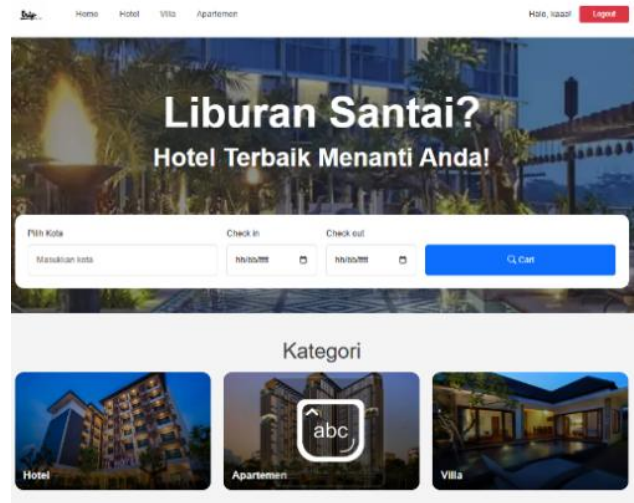 Home Hotel Villa Apartemen Halo, kaaa! Logout
Liburan Santai?
Hotel Terbaik Menanti Anda!
Pilih Kota Check in Check out
Masukkan kota hh/bb/tttt hh/bb/tttt Cari
Kategori
abc
Hotel Apartemen Villa